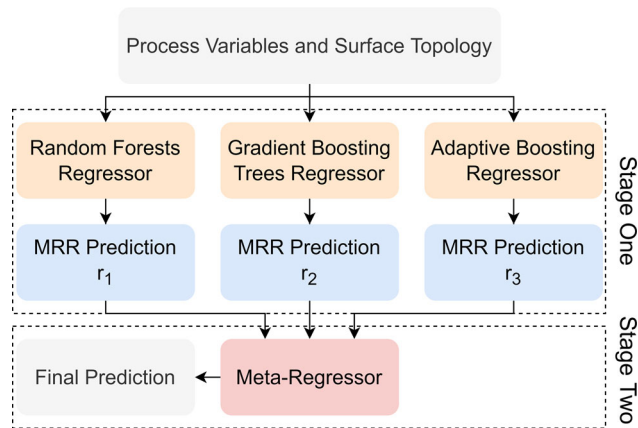 Process Variables and Surface Topology
Random Forests
Regressor
Gradient Boosting
Trees Regressor
Adaptive Boosting
Regressor
MRR Prediction
r1
MRR Prediction
r2
MRR Prediction
r3
Stage One
Final Prediction
Meta-Regressor
Stage Two